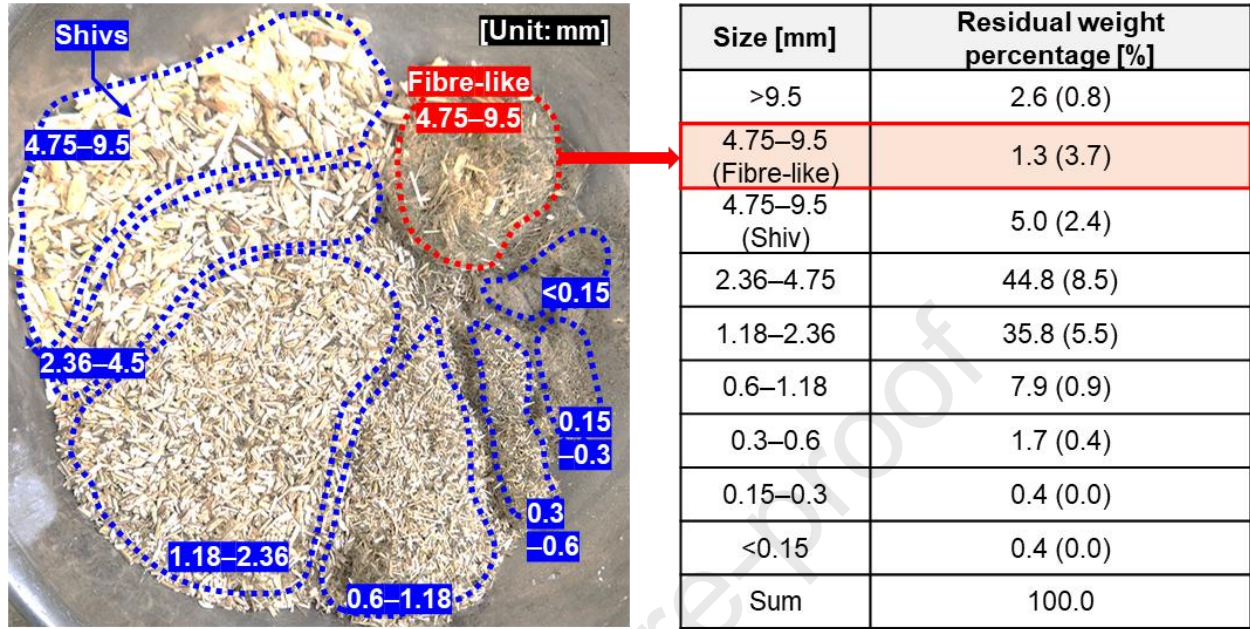 Shivs
[Unit: mm]
Fibre-like
4.75–9.5
4.75–9.5
<0.15
2.36–4.5
0.15
–0.3
0.3
–0.6
1.18–2.36
0.6–1.18
Size [mm] Residual weight
percentage [%]
>9.5 2.6 (0.8)
4.75–9.5
(Fibre-like) 1.3 (3.7)
4.75–9.5
(Shiv) 5.0 (2.4)
2.36–4.75 44.8 (8.5)
1.18–2.36 35.8 (5.5)
0.6–1.18 7.9 (0.9)
0.3–0.6 1.7 (0.4)
0.15–0.3 0.4 (0.0)
<0.15 0.4 (0.0)
Sum 100.0
re-proof